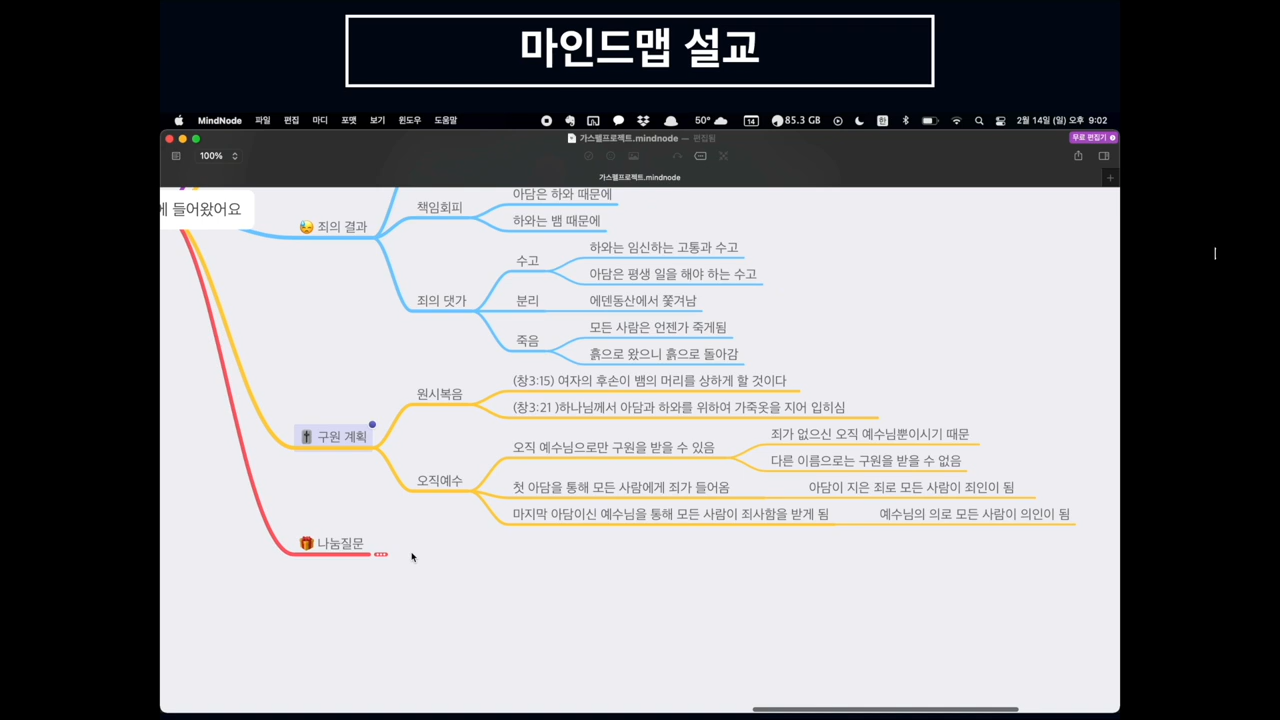 마인드맵 설교
MindNode 파일 편집 마디 포맷 보기 윈도우 도움말 50° 14 85.3 GB 한 2월 14일 (일) 오후 9:02
가스펠프로젝트.mindnode — 편집됨
무료 편집기
100%
가스펠프로젝트.mindnode
에 들어왔어요
😓 죄의 결과
책임회피
아담은 하와 때문에
하와는 뱀 때문에
죄의 댓가
수고
하와는 임신하는 고통과 수고
아담은 평생 일을 해야 하는 수고
분리
에덴동산에서 쫓겨남
죽음
모든 사람은 언젠가 죽게됨
흙으로 왔으니 흙으로 돌아감
✝️ 구원 계획
원시복음
(창3:15) 여자의 후손이 뱀의 머리를 상하게 할 것이다
(창3:21 )하나님께서 아담과 하와를 위하여 가죽옷을 지어 입히심
오직예수
오직 예수님으로만 구원을 받을 수 있음
죄가 없으신 오직 예수님뿐이시기 때문
다른 이름으로는 구원을 받을 수 없음
첫 아담을 통해 모든 사람에게 죄가 들어옴
아담이 지은 죄로 모든 사람이 죄인이 됨
마지막 아담이신 예수님을 통해 모든 사람이 죄사함을 받게 됨
예수님의 의로 모든 사람이 의인이 됨
🎁 나눔질문